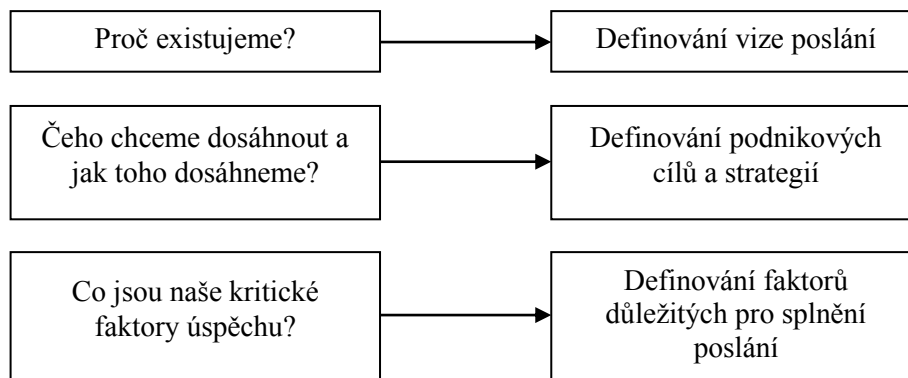 Proč existujeme?
Definování vize poslání
Čeho chceme dosáhnout a
jak toho dosáhneme?
Definování podnikových
cílů a strategií
Co jsou naše kritické
faktory úspěchu?
Definování faktorů
důležitých pro splnění
poslání